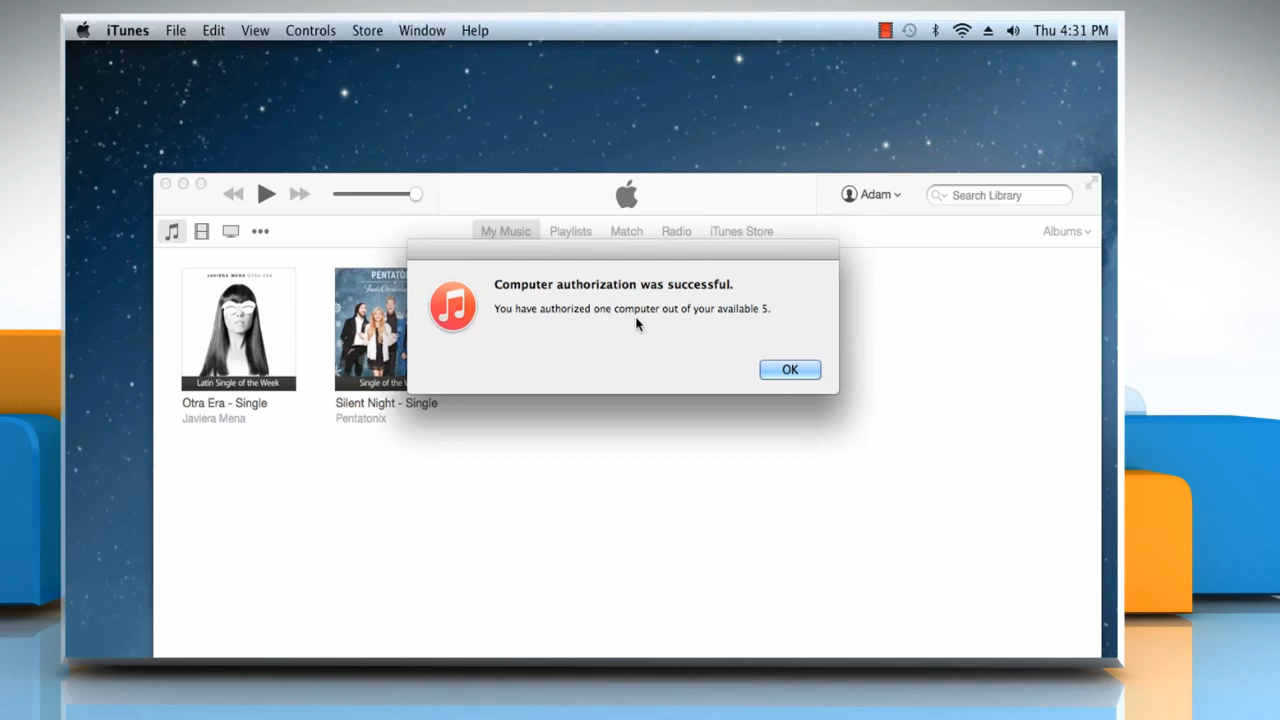 iTunes File Edit View Controls Store Window Help Thu 4:31 PM
Adam Search Library
My Music Playlists Match Radio iTunes Store Albums
Computer authorization was successful.
You have authorized one computer out of your available 5.
OK
JAVIERA MENA OTRA ERA
Latin Single of the Week
Otra Era - Single
Javiera Mena
PENTATO
Single of the
Silent Night - Single
Pentatonix